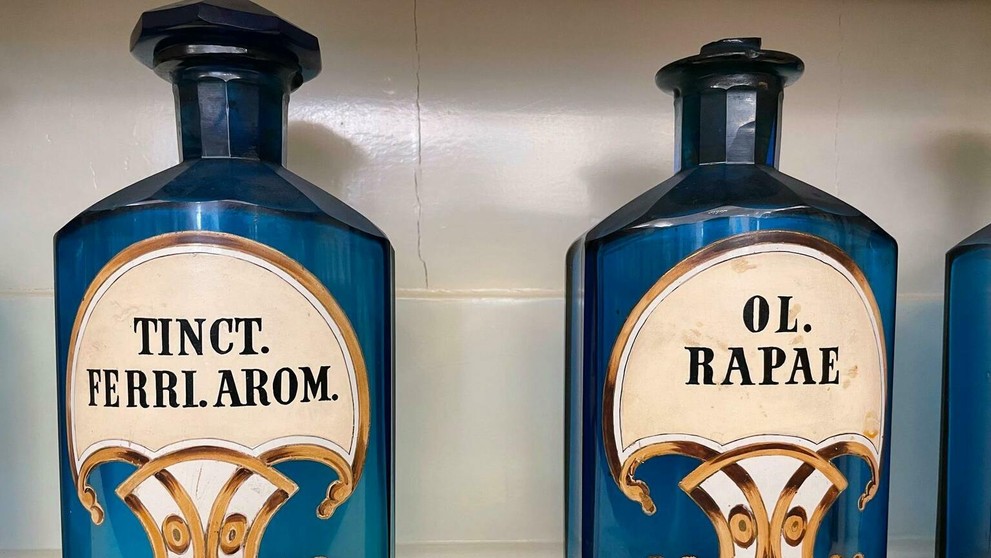 TINCT.
FERRI. AROM.
OL.
RAPAE